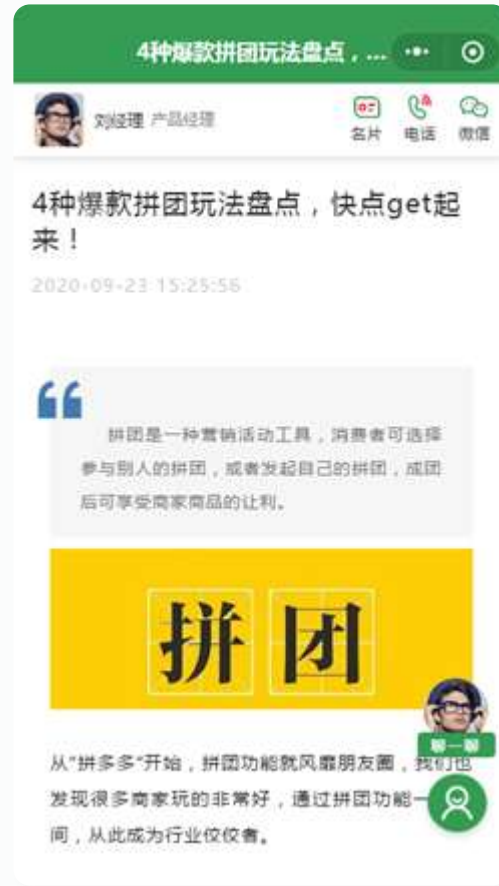 4种爆款拼团玩法盘点，...
刘经理 产品经理
名片 电话 微信
4种爆款拼团玩法盘点，快点get起
来！
2020-09-23 15:25:56
拼团是一种营销活动工具，消费者可选择
参与别人的拼团，或者发起自己的拼团，成团
后可享受商家商品的让利。
拼团
聊一聊
从"拼多多"开始，拼团功能就风靡朋友圈，我们也
发现很多商家玩的非常好，通过拼团功能一
间，从此成为行业佼佼者。